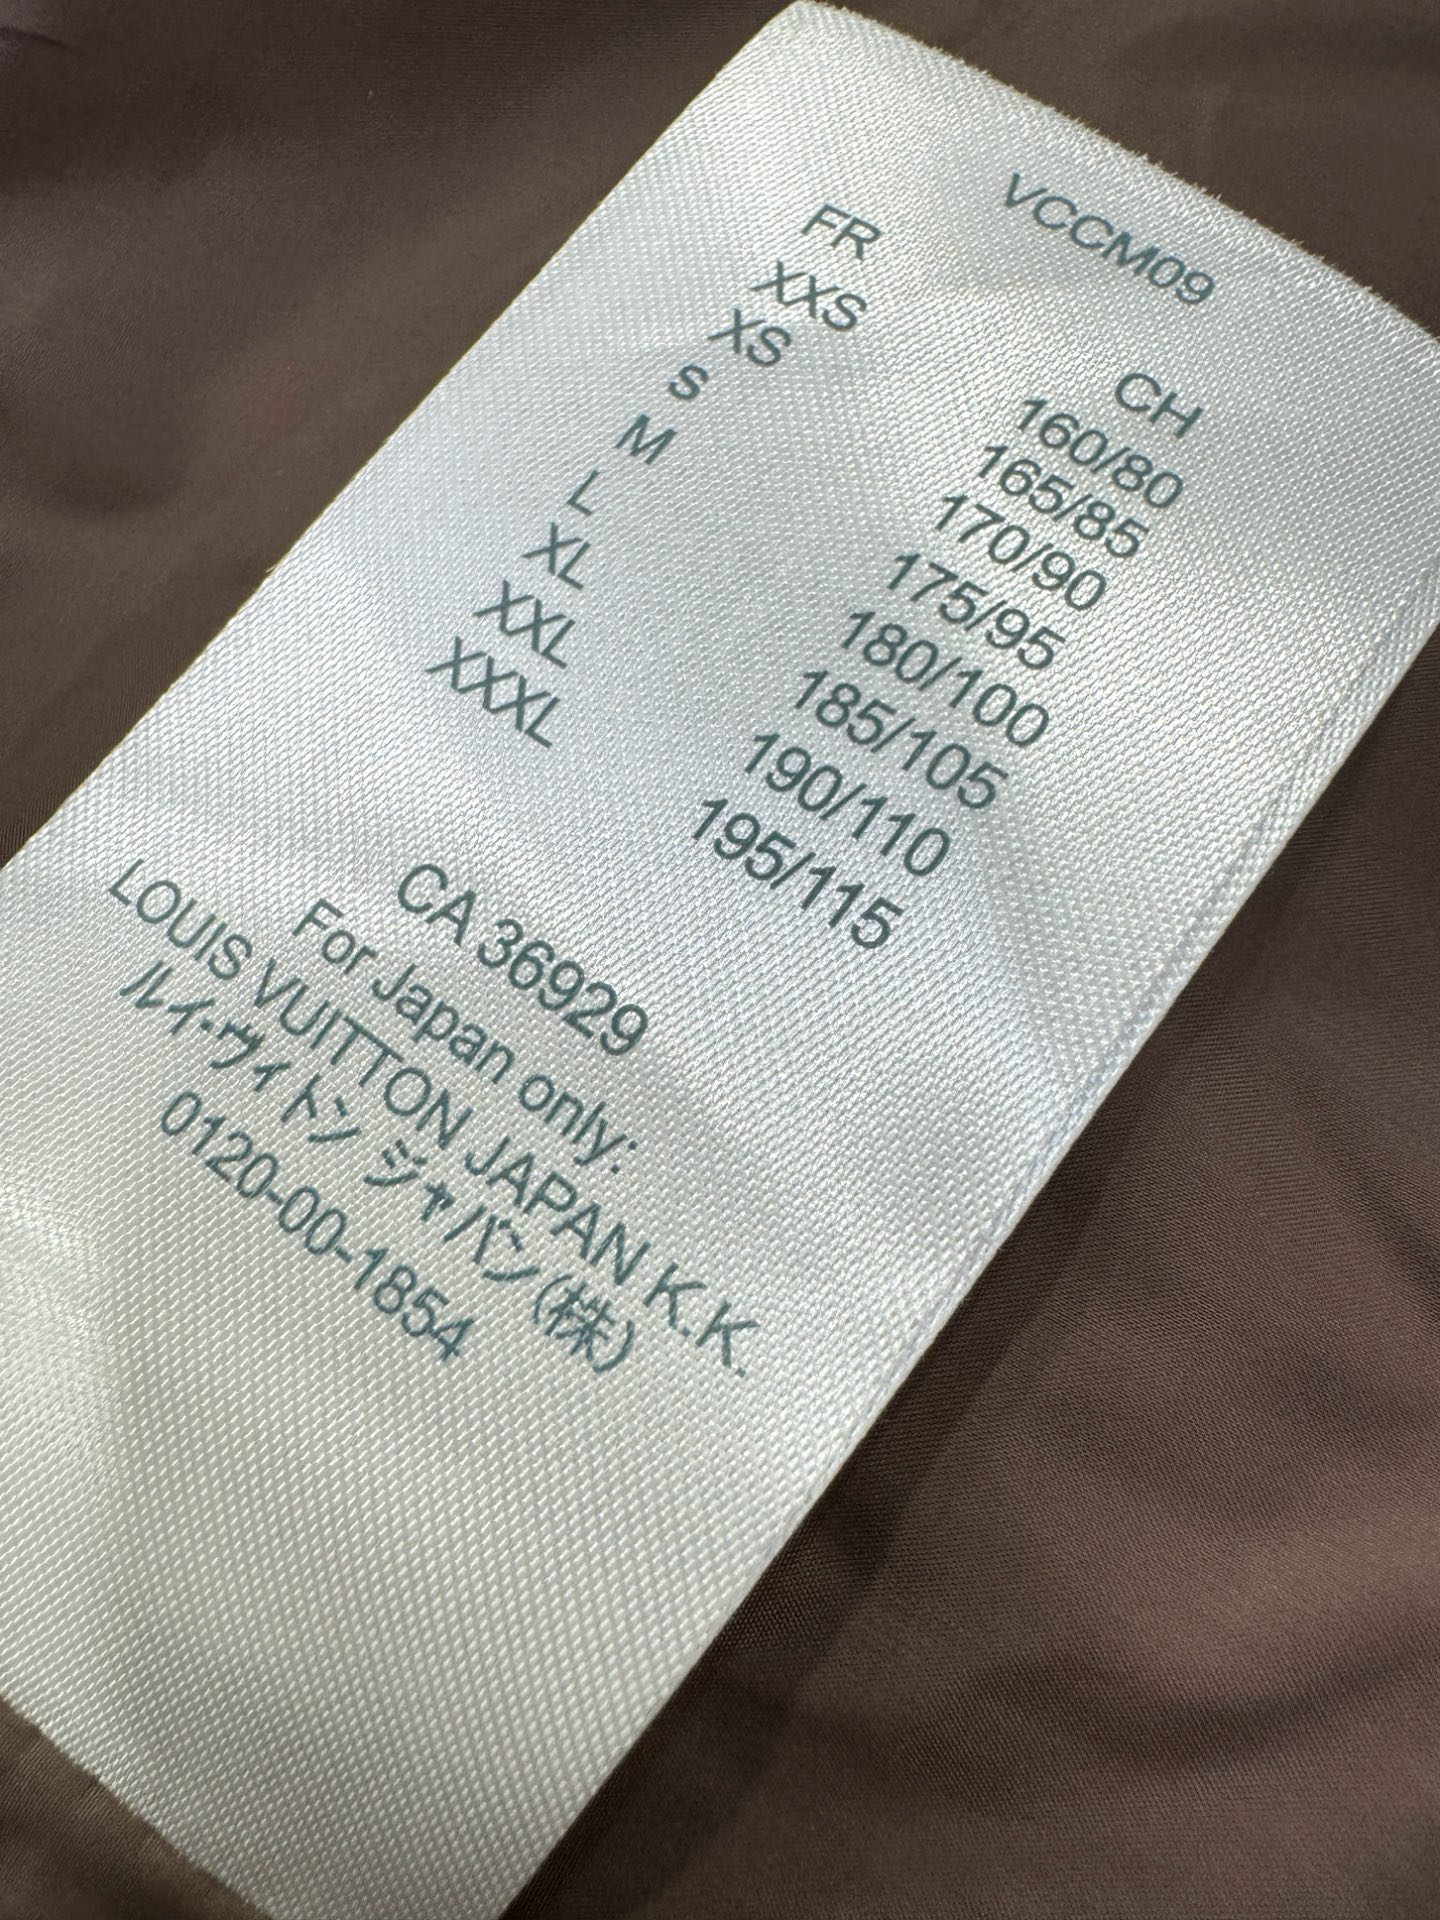 VCCM09
FR CH
XXS 160/80
XS 165/85
S 170/90
M 175/95
L 180/100
XL 185/105
XXL 190/110
XXXL 195/115
CA 36929
For Japan only:
LOUIS VUITTON JAPAN K.K.
ルイ・ヴィトン ジャパン(株)
0120-00-1854